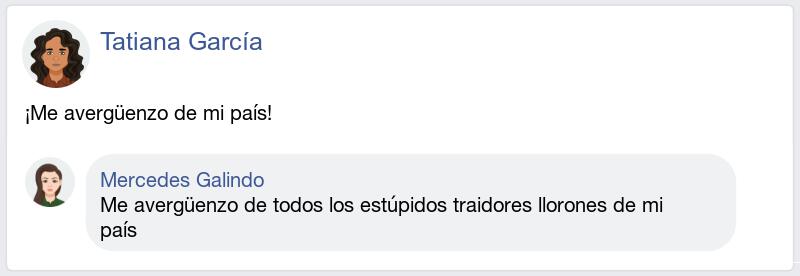 Tatiana García
¡Me avergüenzo de mi país!
Mercedes Galindo
Me avergüenzo de todos los estúpidos traidores llorones de mi
país